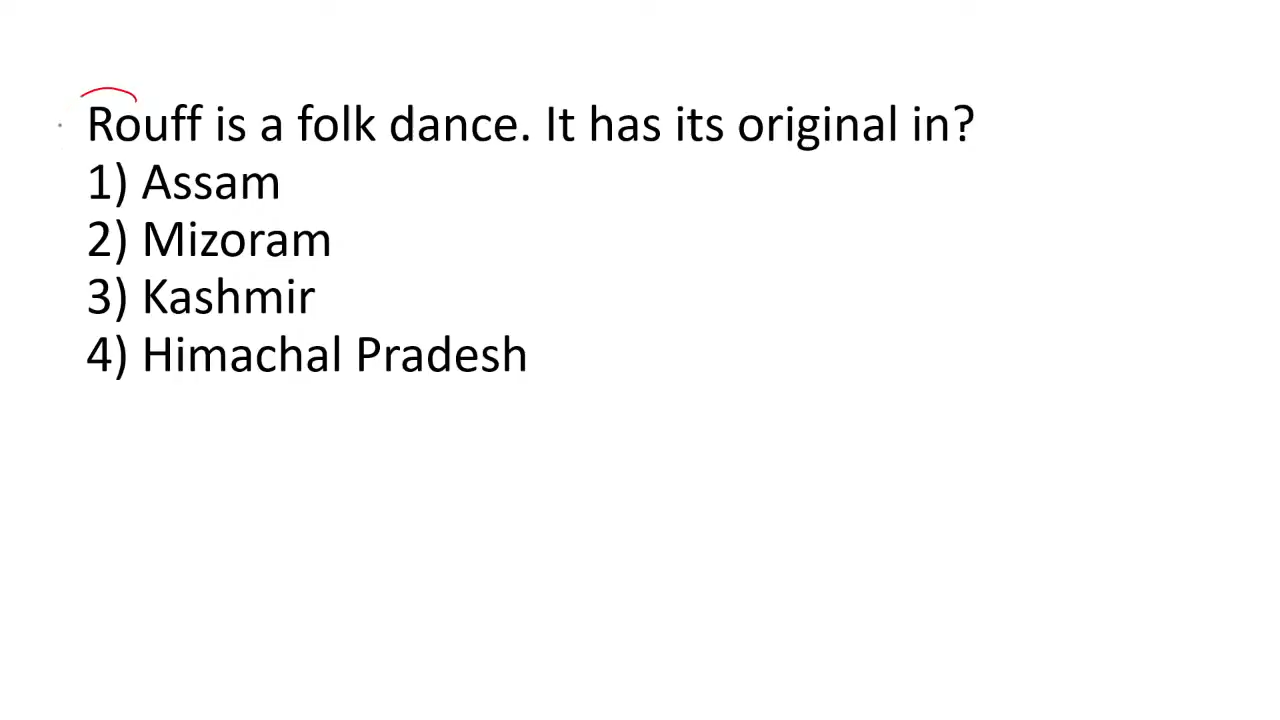 Rouff is a folk dance. It has its original in?
1) Assam
2) Mizoram
3) Kashmir
4) Himachal Pradesh